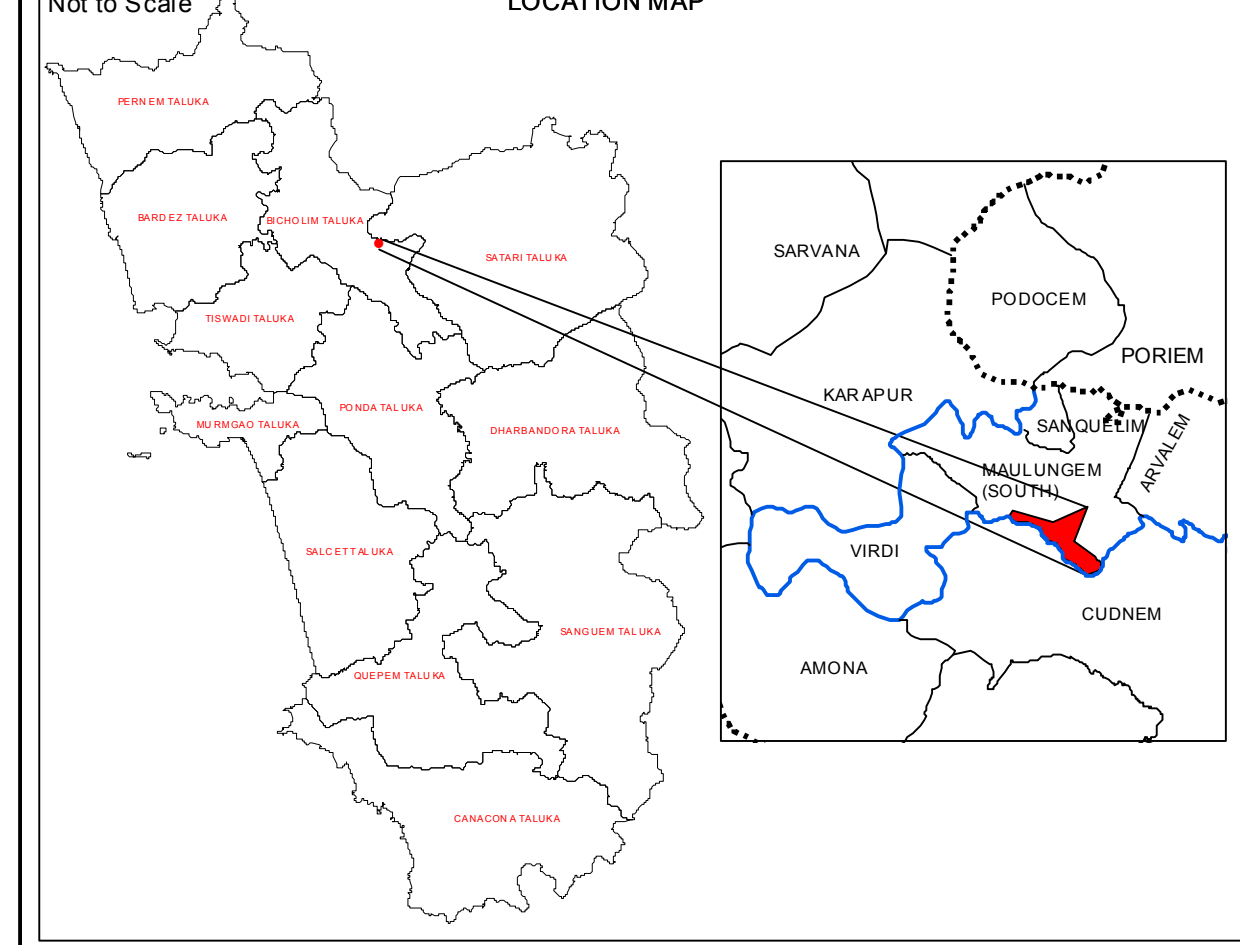 Not to Scale
LOCATION MAP
PERNEM TALUKA
BARDEZ TALUKA
BICHOLIM TALUKA
SATARI TALUKA
TISWADI TALUKA
PONDA TALUKA
MURMGAO TALUKA
DHARBANDORA TALUKA
SALCET TALUKA
SANGUEM TALUKA
QUEPEM TALUKA
CANACONA TALUKA
SARVANA
PODOCEM
PORIEM
KARAPUR
SANQUELIM
ARVALEM
MAULUNGEM
(SOUTH)
VIRDI
CUDNEM
AMONA